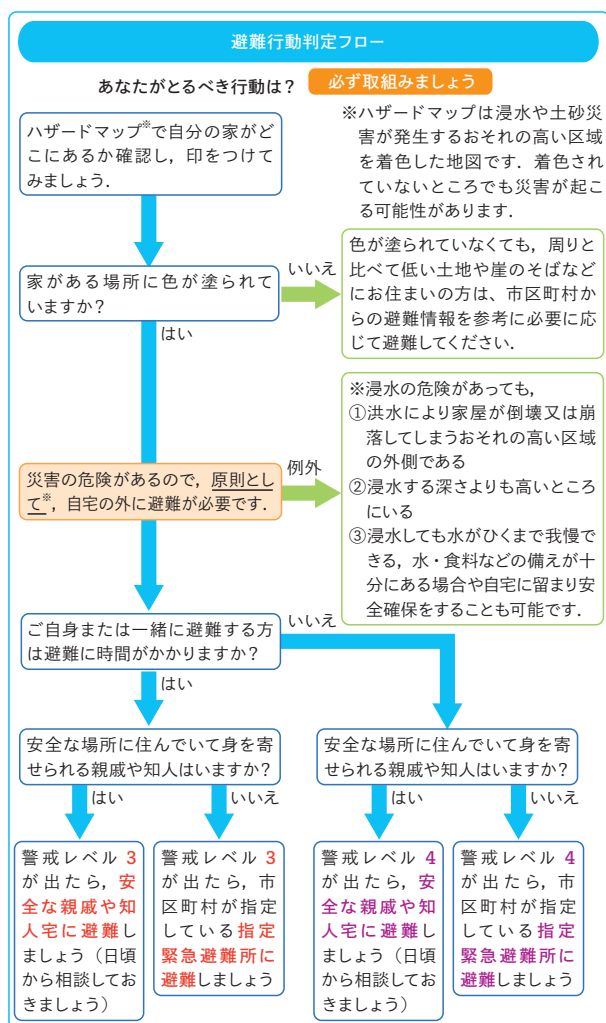 避難行動判定フロー
あなたがとるべき行動は？
必ず取組みましょう
ハザードマップ※で自分の家がど
こにあるか確認し，印をつけて
みましょう．
※ハザードマップは浸水や土砂災
害が発生するおそれの高い区域
を着色した地図です．着色され
ていないところでも災害が起こ
る可能性があります．
家がある場所に色が塗られて
いますか？
いいえ
色が塗られていなくても，周りと
比べて低い土地や崖のそばなど
にお住まいの方は、市区町村か
らの避難情報を参考に必要に応
じて避難してください．
はい
災害の危険があるので，原則とし
て※，自宅の外に避難が必要です．
例外
※浸水の危険があっても，
①洪水により家屋が倒壊又は崩
落してしまうおそれの高い区域
の外側である
②浸水する深さよりも高いところ
にいる
③浸水しても水がひくまで我慢で
きる，水・食料などの備えが十
分にある場合や自宅に留まり安
全確保をすることも可能です．
ご自身または一緒に避難する方
は避難に時間がかかりますか？
いいえ
はい
安全な場所に住んでいて身を寄
せられる親戚や知人はいますか？
安全な場所に住んでいて身を寄
せられる親戚や知人はいますか？
はい
いいえ
はい
いいえ
警戒レベル 3
が出たら，安
全な親戚や知
人宅に避難し
ましょう（日頃
から相談してお
きましょう）
警戒レベル 3
が出たら，市
区町村が指定
している指定
緊急避難所に
避難しましょう
警戒レベル 4
が出たら，安
全な親戚や知
人宅に避難し
ましょう（日頃
から相談してお
きましょう）
警戒レベル 4
が出たら，市
区町村が指定
している指定
緊急避難所に
避難しましょう